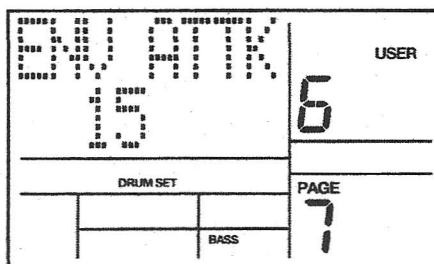 ENV ATTK
15
USER
6
DRUM SET
BASS
PAGE
7